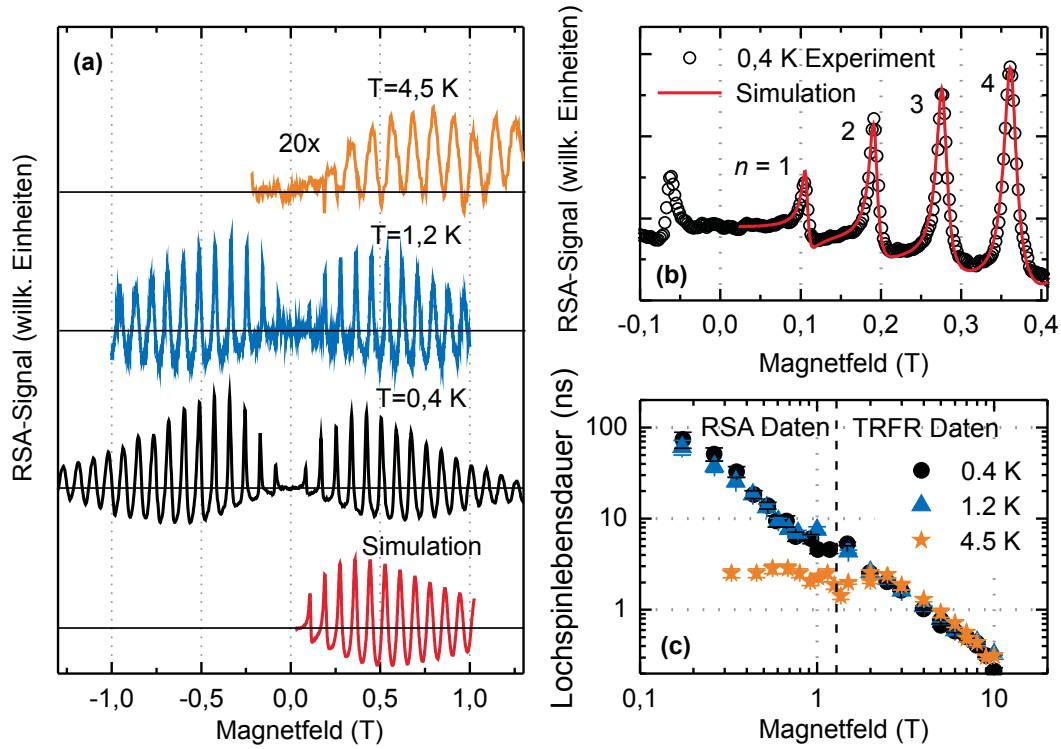 (a)
T=4,5 K
20x
T=1,2 K
T=0,4 K
Simulation
RSA-Signal (willk. Einheiten)
-1,0 -0,5 0,0 0,5 1,0
Magnetfeld (T)
0,4 K Experiment
Simulation
n = 1
2
3
4
(b)
RSA-Signal (willk. Einheiten)
-0,1 0,0 0,1 0,2 0,3 0,4
Magnetfeld (T)
Lochspinlebensdauer (ns)
RSA Daten TRFR Daten
100
10
1
0.4 K
1.2 K
4.5 K
(c)
0,1 1 10
Magnetfeld (T)